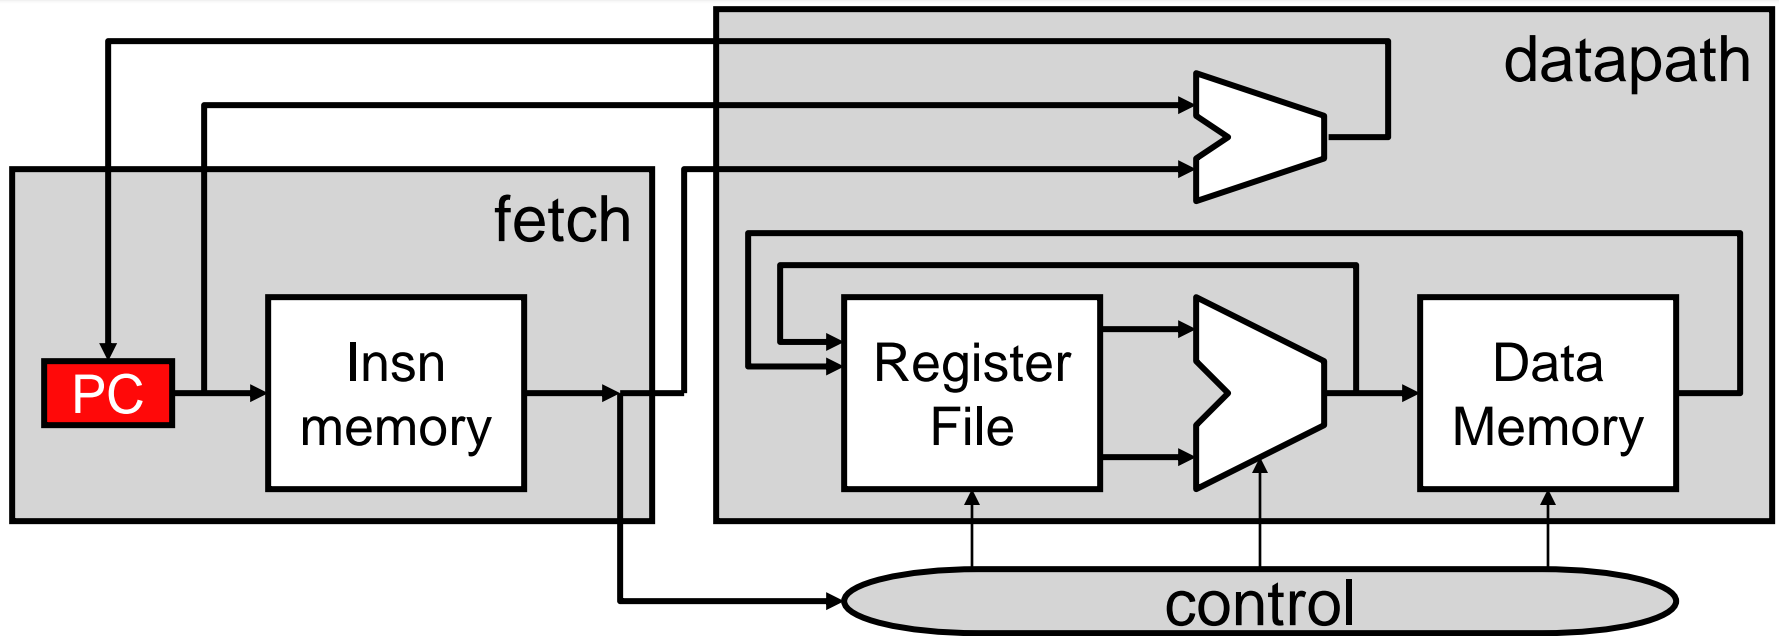 datapath
fetch
PC
Insn
memory
Register
File
Data
Memory
control